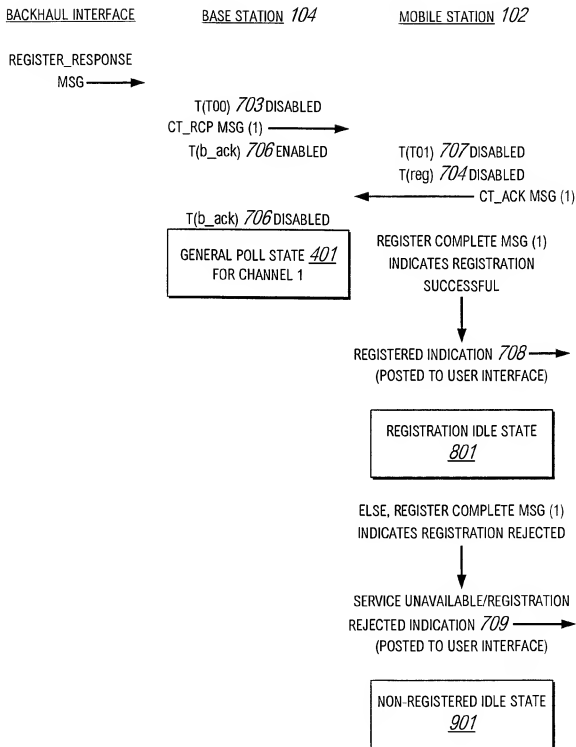 BACKHAUL INTERFACE BASE STATION 104 MOBILE STATION 102
REGISTER_RESPONSE
MSG
T(T00) 703 DISABLED
CT_RCP MSG (1)
T(b_ack) 706 ENABLED
T(T01) 707 DISABLED
T(reg) 704 DISABLED
CT_ACK MSG (1)
T(b_ack) 706 DISABLED
GENERAL POLL STATE 401
FOR CHANNEL 1
REGISTER COMPLETE MSG (1)
INDICATES REGISTRATION
SUCCESSFUL
REGISTERED INDICATION 708
(POSTED TO USER INTERFACE)
REGISTRATION IDLE STATE
801
ELSE, REGISTER COMPLETE MSG (1)
INDICATES REGISTRATION REJECTED
SERVICE UNAVAILABLE/REGISTRATION
REJECTED INDICATION 709
(POSTED TO USER INTERFACE)
NON-REGISTERED IDLE STATE
901